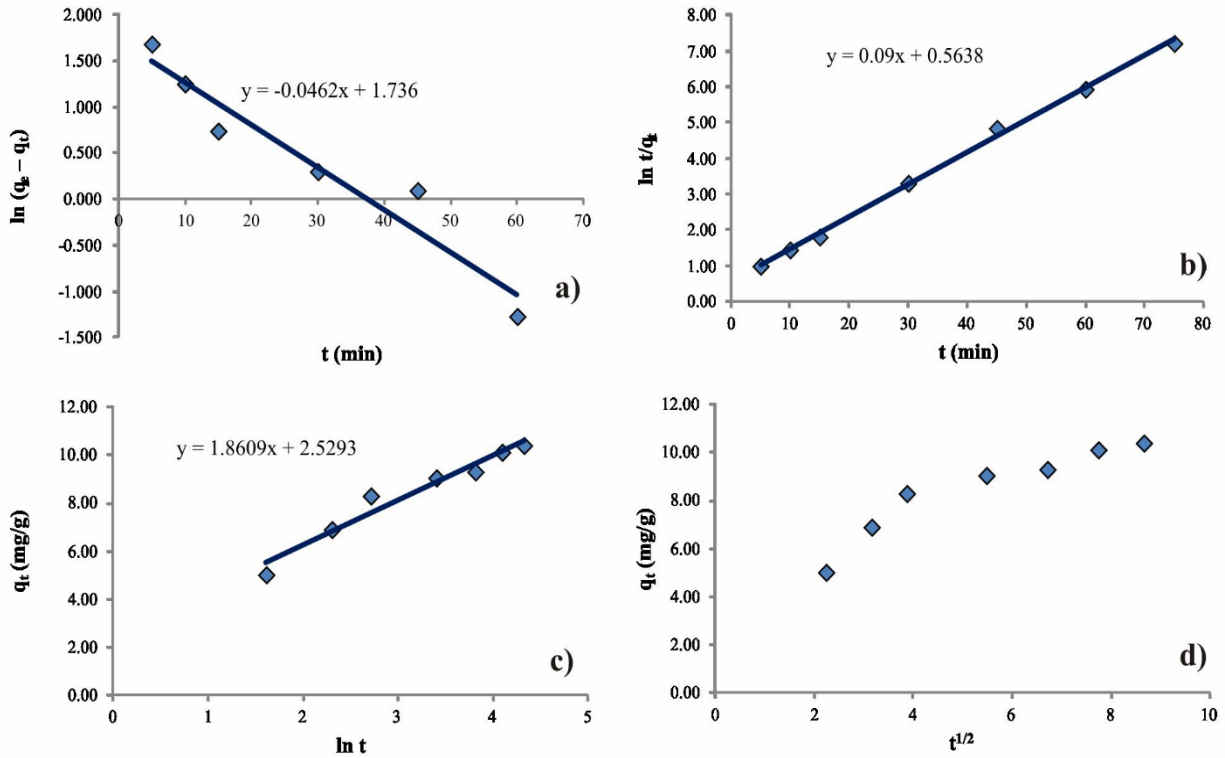 2.000
1.500
1.000
0.500
0.000
-0.500
-1.000
-1.500
0 10 20 30 40 50 60 70
ln (qe – qt)
t (min)
y = -0.0462x + 1.736
a)
8.00
7.00
6.00
5.00
4.00
3.00
2.00
1.00
0.00
0 10 20 30 40 50 60 70 80
ln t/qt
t (min)
y = 0.09x + 0.5638
b)
12.00
10.00
8.00
6.00
4.00
2.00
0.00
0 1 2 3 4 5
qt (mg/g)
ln t
y = 1.8609x + 2.5293
c)
12.00
10.00
8.00
6.00
4.00
2.00
0.00
0 2 4 6 8 10
qt (mg/g)
t1/2
d)